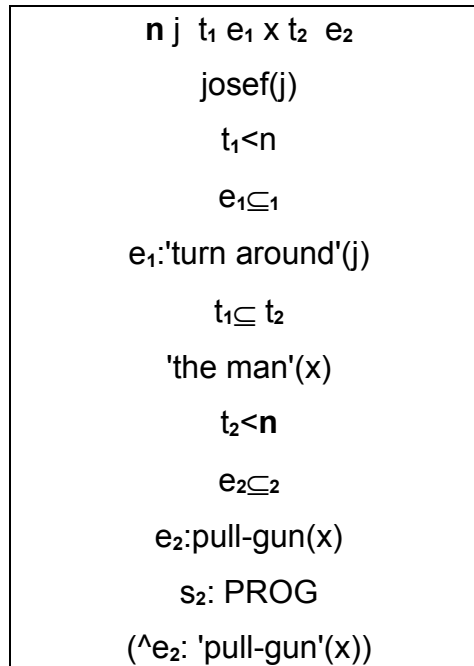 n j t₁ e₁ x t₂ e₂
josef(j)
t₁<n
e₁⊆₁
e₁:'turn around'(j)
t₁⊆ t₂
'the man'(x)
t₂<n
e₂⊆₂
e₂:pull-gun(x)
s₂: PROG
(^e₂: 'pull-gun'(x))